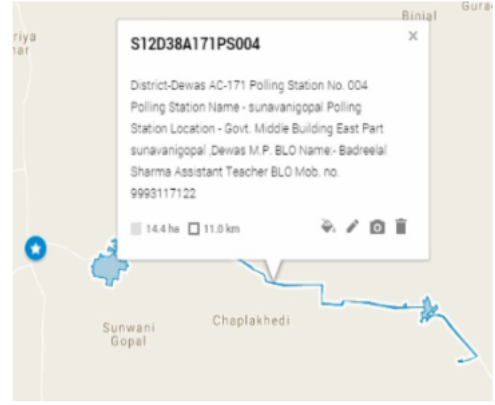 Binjal
Gura
riya
ar
S12D38A171PS004
×
District-Dewas AC-171 Polling Station No. 004
Polling Station Name - sunavanigopal Polling
Station Location - Govt. Middle Building East Part
sunavanigopal ,Dewas M.P. BLO Name:- Badreelal
Sharma Assistant Teacher BLO Mob. no.
9993117122
14.4 ha 11.0 km
Chaplakhedi
Sunwani
Gopal